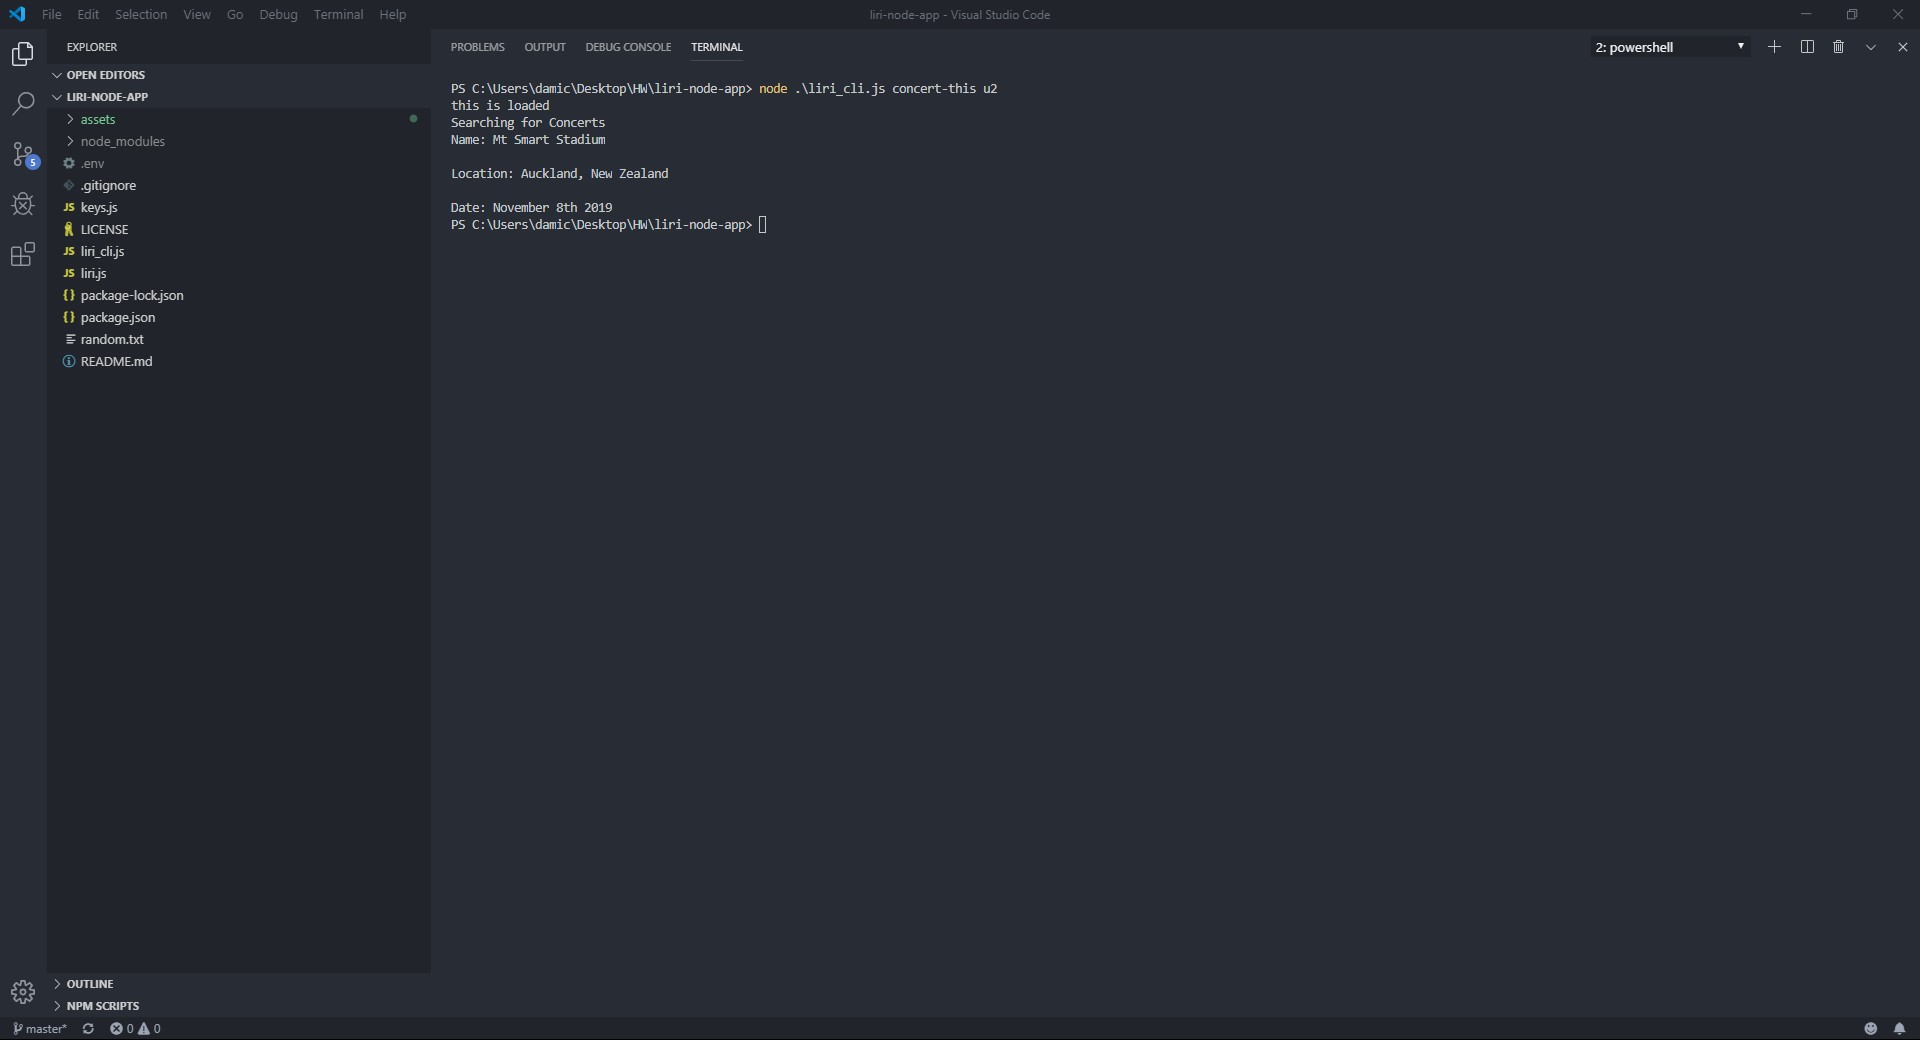 File Edit Selection View Go Debug Terminal Help
liri-node-app - Visual Studio Code
EXPLORER
OPEN EDITORS
LIRI-NODE-APP
assets
node_modules
.env
.gitignore
JS keys.js
LICENSE
JS liri_cli.js
JS liri.js
{} package-lock.json
{} package.json
random.txt
README.md
OUTLINE
NPM SCRIPTS
5
PROBLEMS OUTPUT DEBUG CONSOLE TERMINAL
2: powershell
PS C:\Users\damic\Desktop\HW\liri-node-app> node .\liri_cli.js concert-this u2
this is loaded
Searching for Concerts
Name: Mt Smart Stadium
Location: Auckland, New Zealand
Date: November 8th 2019
PS C:\Users\damic\Desktop\HW\liri-node-app>
master* 0 0